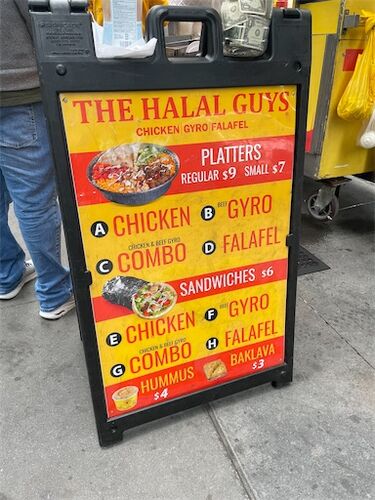 THE HALAL GUYS
CHICKEN GYRO FALAFEL
PLATTERS
REGULAR $9 SMALL $7
A CHICKEN B BEEF GYRO
CHICKEN & BEEF GYRO
C COMBO D FALAFEL
SANDWICHES $6
E CHICKEN F BEEF GYRO
CHICKEN & BEEF GYRO
G COMBO H FALAFEL
HUMMUS BAKLAVA
$4 $3